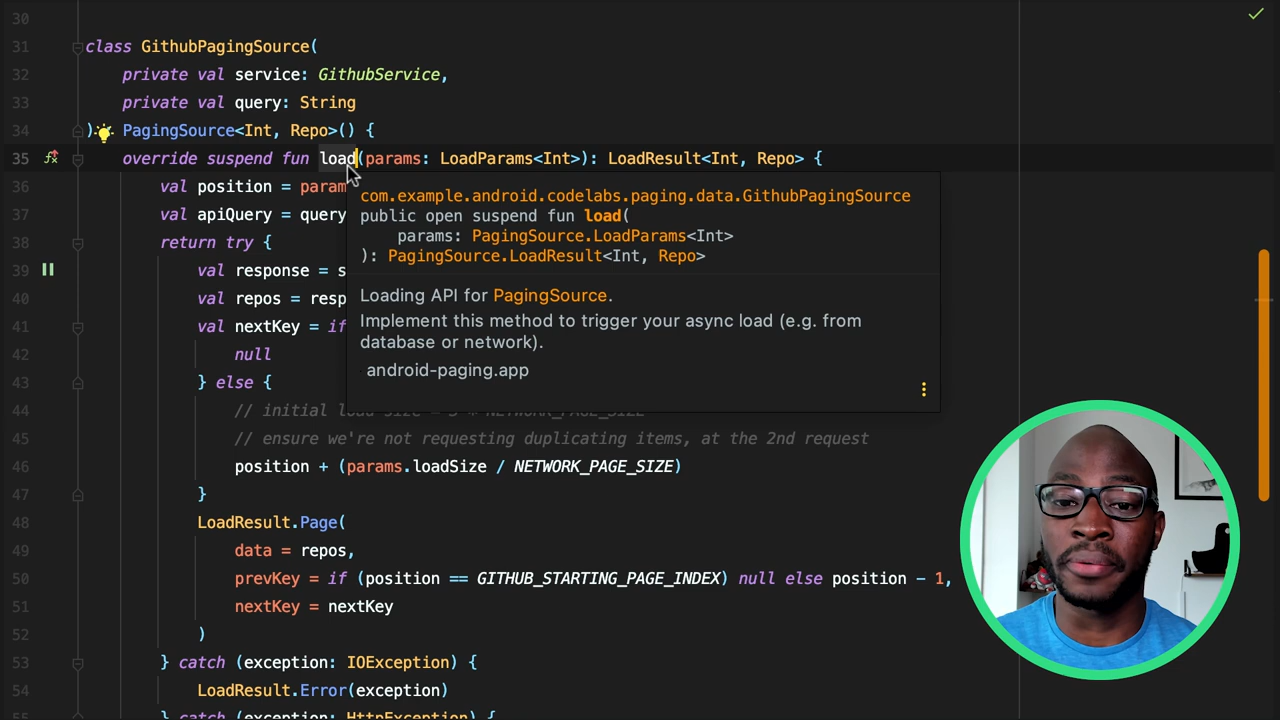 30
31 class GithubPagingSource(
32 private val service: GithubService,
33 private val query: String
34 ) PagingSource<Int, Repo>() {
35 override suspend fun load(params: LoadParams<Int>): LoadResult<Int, Repo> {
36 val position = param
com.example.android.codelabs.paging.data.GithubPagingSource
37 val apiQuery = query
public open suspend fun load(
38 return try {
params: PagingSource.LoadParams<Int>
): PagingSource.LoadResult<Int, Repo>
39 val response = s
40 val repos = resp
Loading API for PagingSource.
41 val nextKey = if
Implement this method to trigger your async load (e.g. from
database or network).
42 null
android-paging.app
43 } else {
44 // initial load size = 3 * NETWORK_PAGE_SIZE
45 // ensure we're not requesting duplicating items, at the 2nd request
46 position + (params.loadSize / NETWORK_PAGE_SIZE)
47 }
48 LoadResult.Page(
49 data = repos,
50 prevKey = if (position == GITHUB_STARTING_PAGE_INDEX) null else position - 1,
51 nextKey = nextKey
52 )
53 } catch (exception: IOException) {
54 LoadResult.Error(exception)
55 } catch (exception: HttpException) {